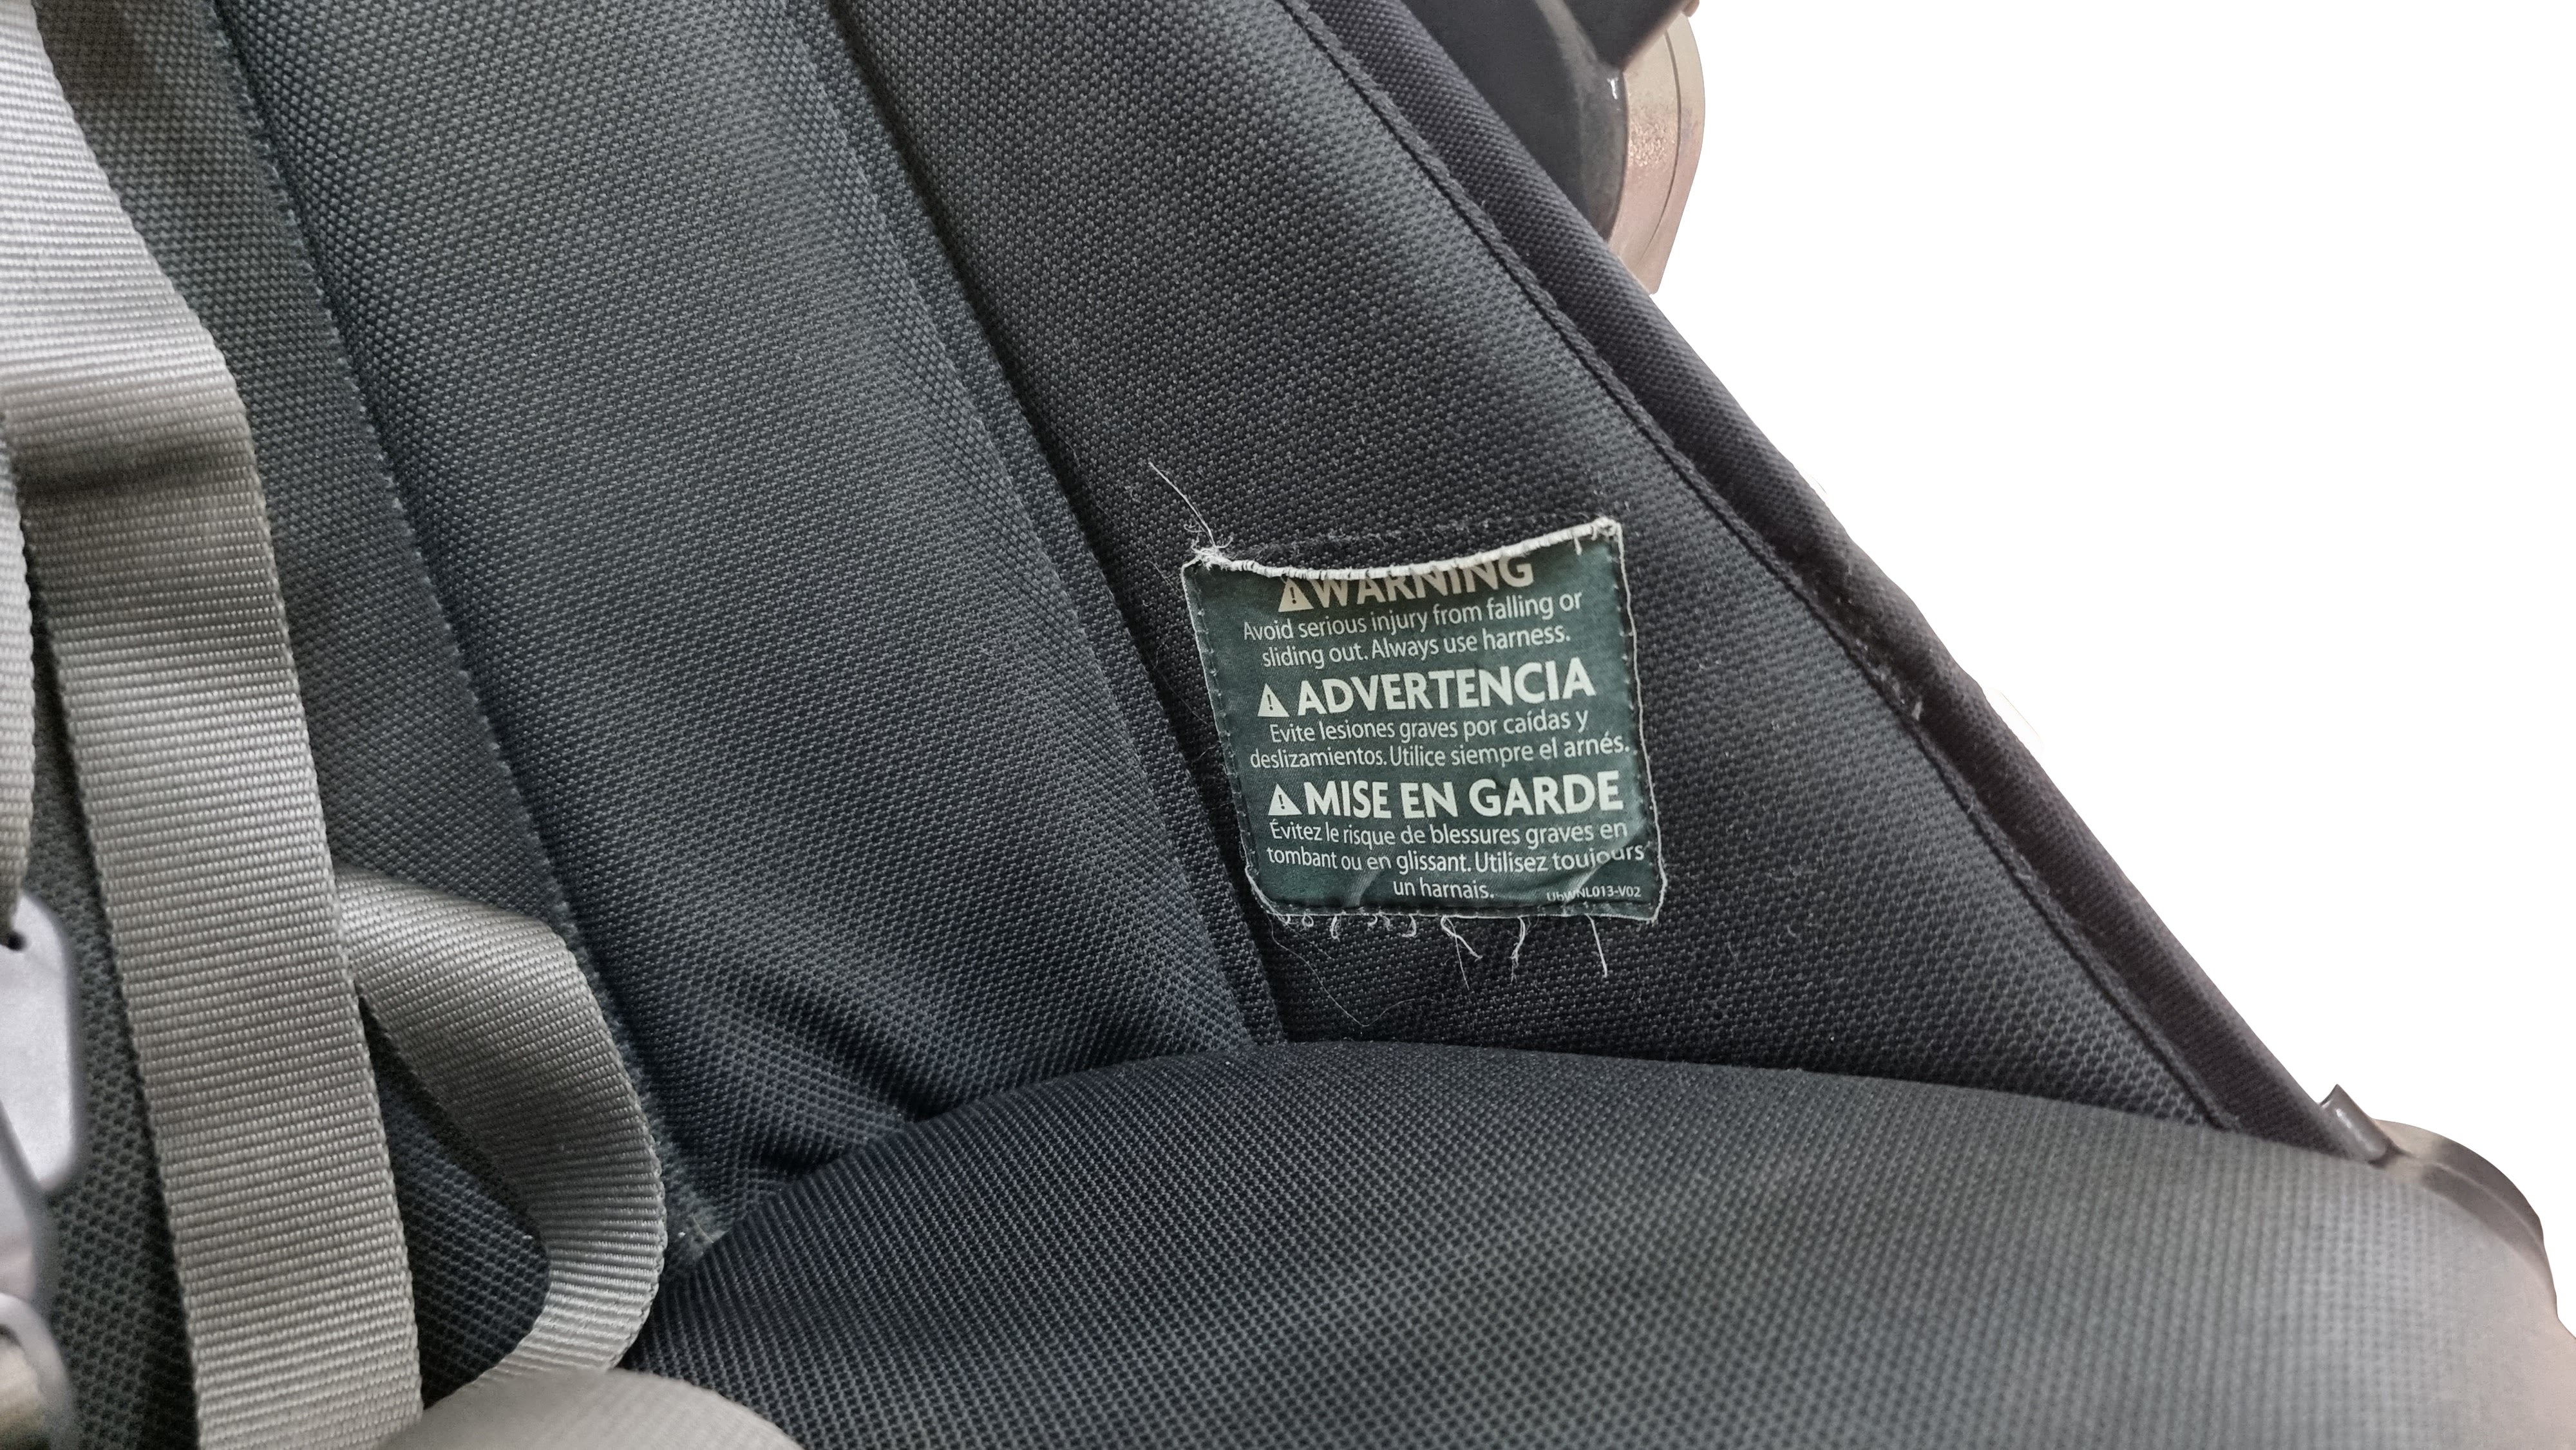 ⚠WARNING
Avoid serious injury from falling or
sliding out. Always use harness.
⚠ ADVERTENCIA
Evite lesiones graves por caídas y
deslizamientos. Utilice siempre el arnés.
⚠MISE EN GARDE
Évitez le risque de blessures graves en
tombant ou en glissant. Utilisez toujours
un harnais.
UbWNL013-V02